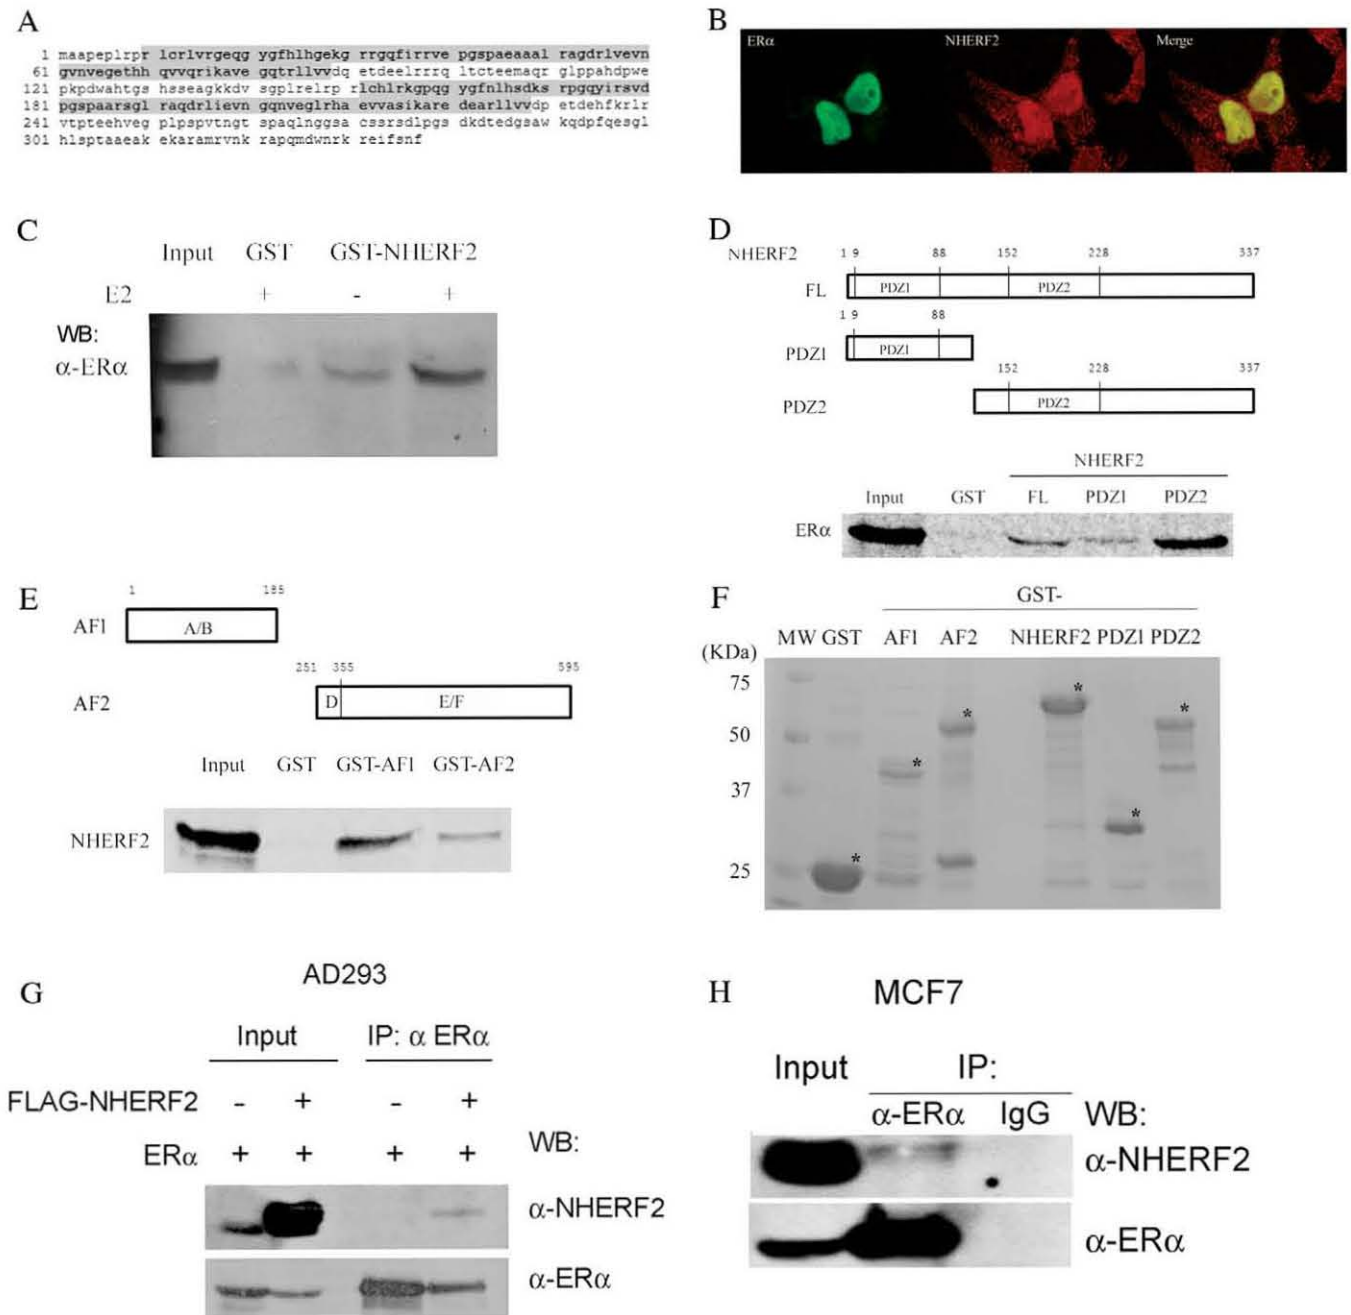 A
1 maapeplrpr lcrlvrgeqg ygfhlhgekg rrgqfirrve pgspaeaaal ragdrlvevn
61 gvnvegethh qvvqrikave gqtrllvvdq etdeelrrrq ltcteemaqr glppahdpwe
121 pkpdwahtgs hsseagkkdv sgplrelrp rlchlrkgpqg ygfnlhsdks rpgqyirsvd
181 pgspaarsgl raqdrlievn gqnveglrha evvasikare dearllvvdp etdehfkrlr
241 vtpteehveg plpspvtngt spaqlnggsa cssrsdlpgs dkdtedgsaw kqdpfqesgl
301 hlsptaaeak ekaramrvnk rapqmdwnrk reifsnf
B
ERα NHERF2 Merge
C
Input GST GST-NHERF2
E2 + - +
WB:
α-ERα
D
NHERF2 1 9 88 152 228 337
FL PDZ1 PDZ2
1 9 88
PDZ1 PDZ1
152 228 337
PDZ2 PDZ2
NHERF2
Input GST FL PDZ1 PDZ2
ERα
E
1 185
AF1 A/B
251 355 595
AF2 D E/F
Input GST GST-AF1 GST-AF2
NHERF2
F
GST-
MW GST AF1 AF2 NHERF2 PDZ1 PDZ2
(KDa)
75 *
* *
50
* 37
*
25 *
G
AD293
Input IP: α ERα
FLAG-NHERF2 - + - +
ERα + + + +
WB:
α-NHERF2
α-ERα
H
MCF7
Input IP:
α-ERα IgG WB:
α-NHERF2
α-ERα